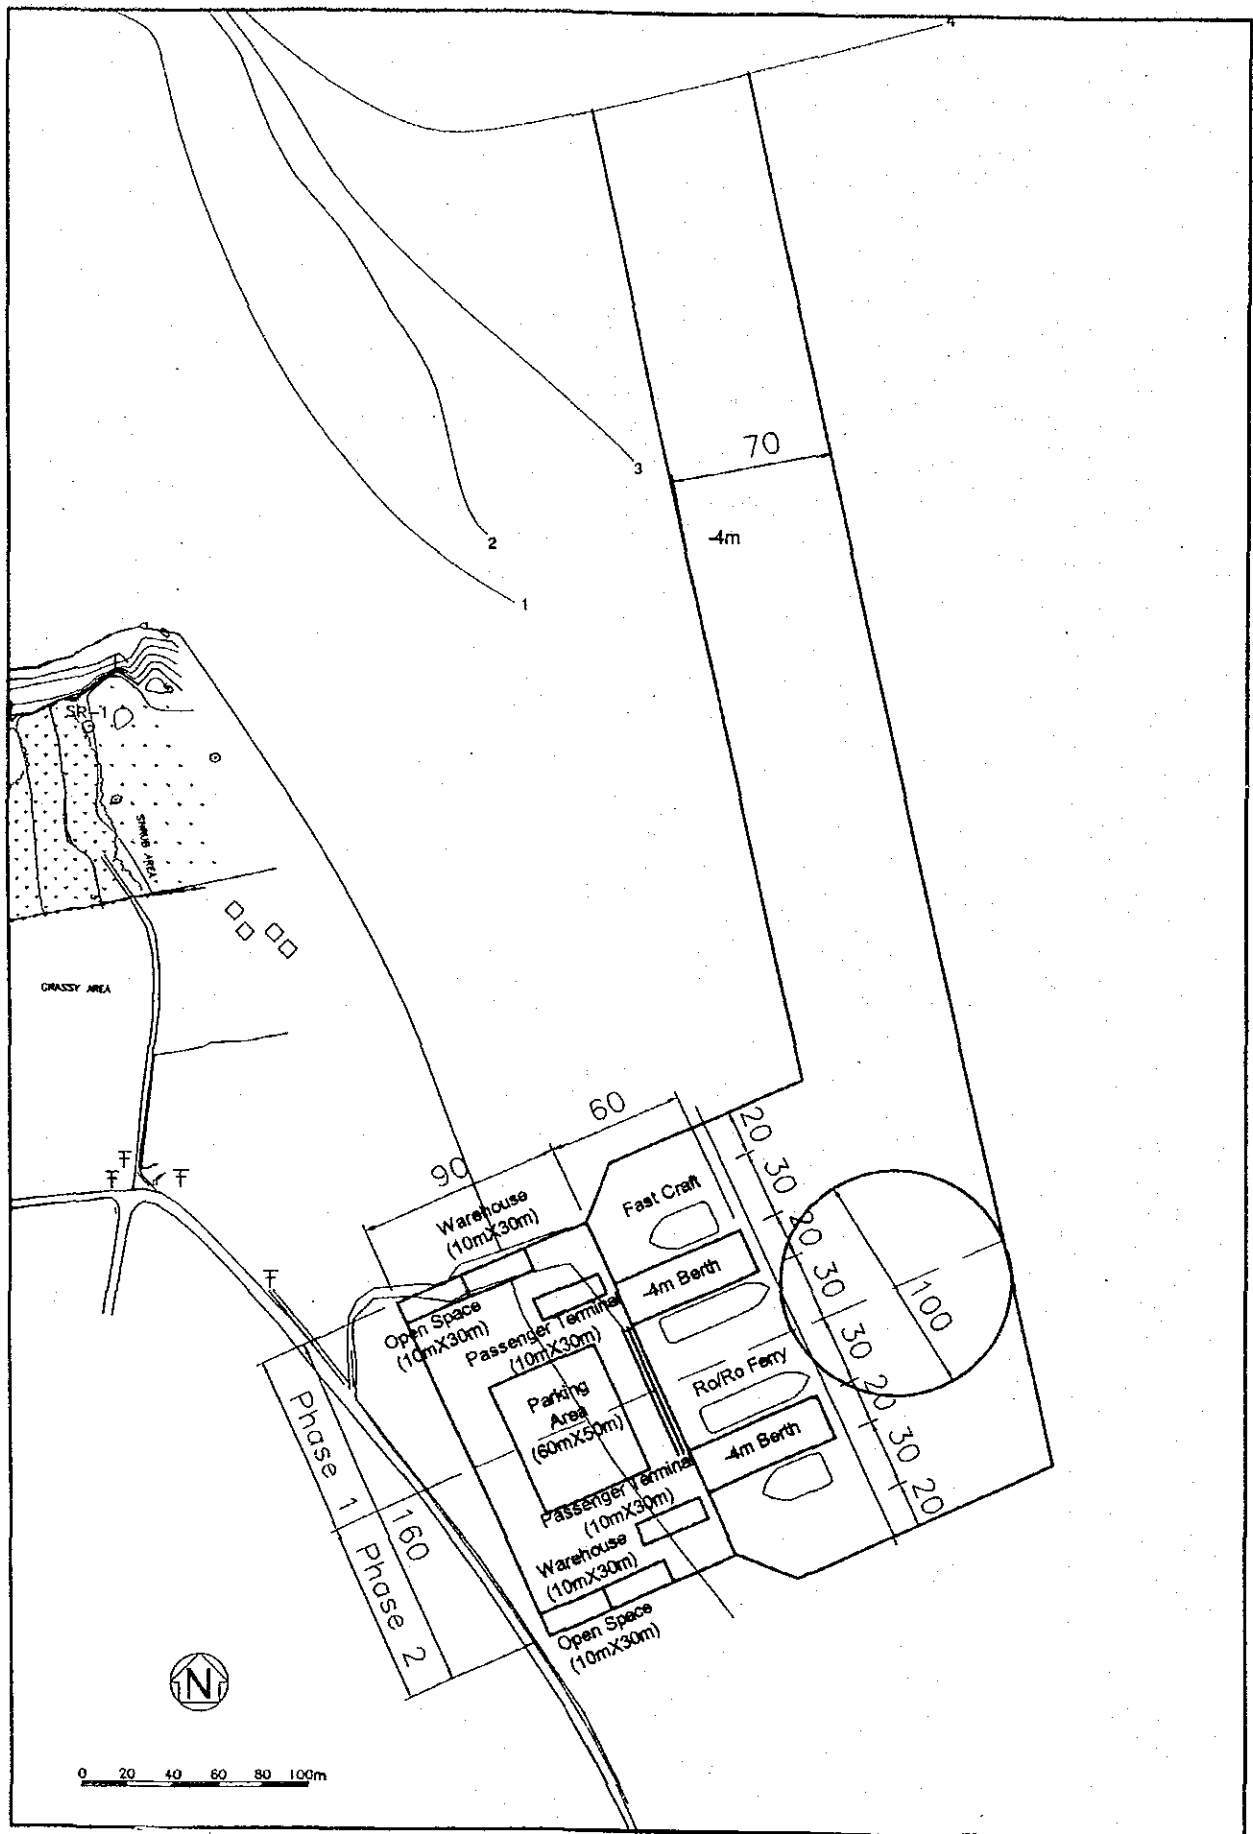 4
70
3
-4m
2
1
SR-1
SHRUB AREA
GRASSY AREA
60
90
20
30
20
30
30
20
30
20
100
Fast Craft
Warehouse
(10mX30m)
-4m Berth
Open Space
(10mX30m)
Passenger Terminal
(10mX30m)
Ro/Ro Ferry
Parking
Area
(60mX50m)
-4m Berth
Phase 1
160
Phase 2
Passenger Terminal
(10mX30m)
Warehouse
(10mX30m)
Open Space
(10mX30m)
N
0 20 40 60 80 100m